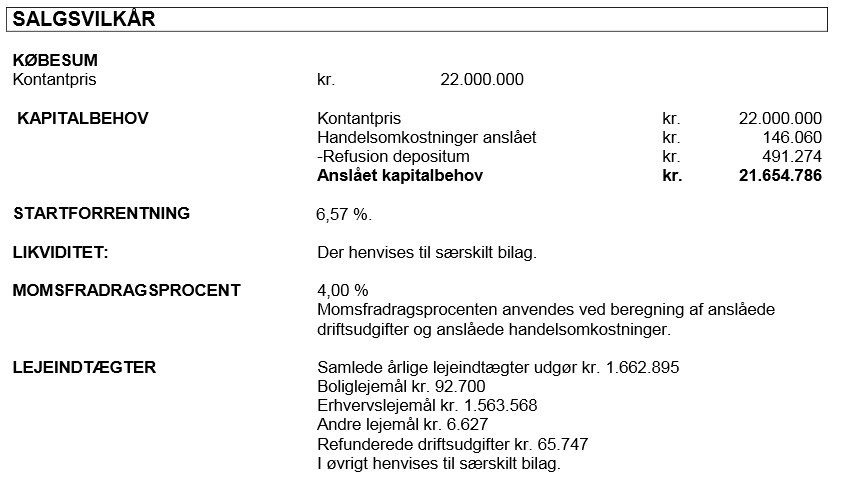 SALGSVILKÅR
KØBESUM
Kontantpris kr. 22.000.000
KAPITALBEHOV Kontantpris kr. 22.000.000
Handelsomkostninger anslået kr. 146.060
-Refusion depositum kr. 491.274
Anslået kapitalbehov kr. 21.654.786
STARTFORRENTNING 6,57 %.
LIKVIDITET: Der henvises til særskilt bilag.
MOMSFRADRAGSPROCENT 4,00 %
Momsfradragsprocenten anvendes ved beregning af anslåede
driftsudgifter og anslåede handelsomkostninger.
LEJEINDTÆGTER Samlede årlige lejeindtægter udgør kr. 1.662.895
Boliglejemål kr. 92.700
Erhvervslejemål kr. 1.563.568
Andre lejemål kr. 6.627
Refunderede driftsudgifter kr. 65.747
I øvrigt henvises til særskilt bilag.